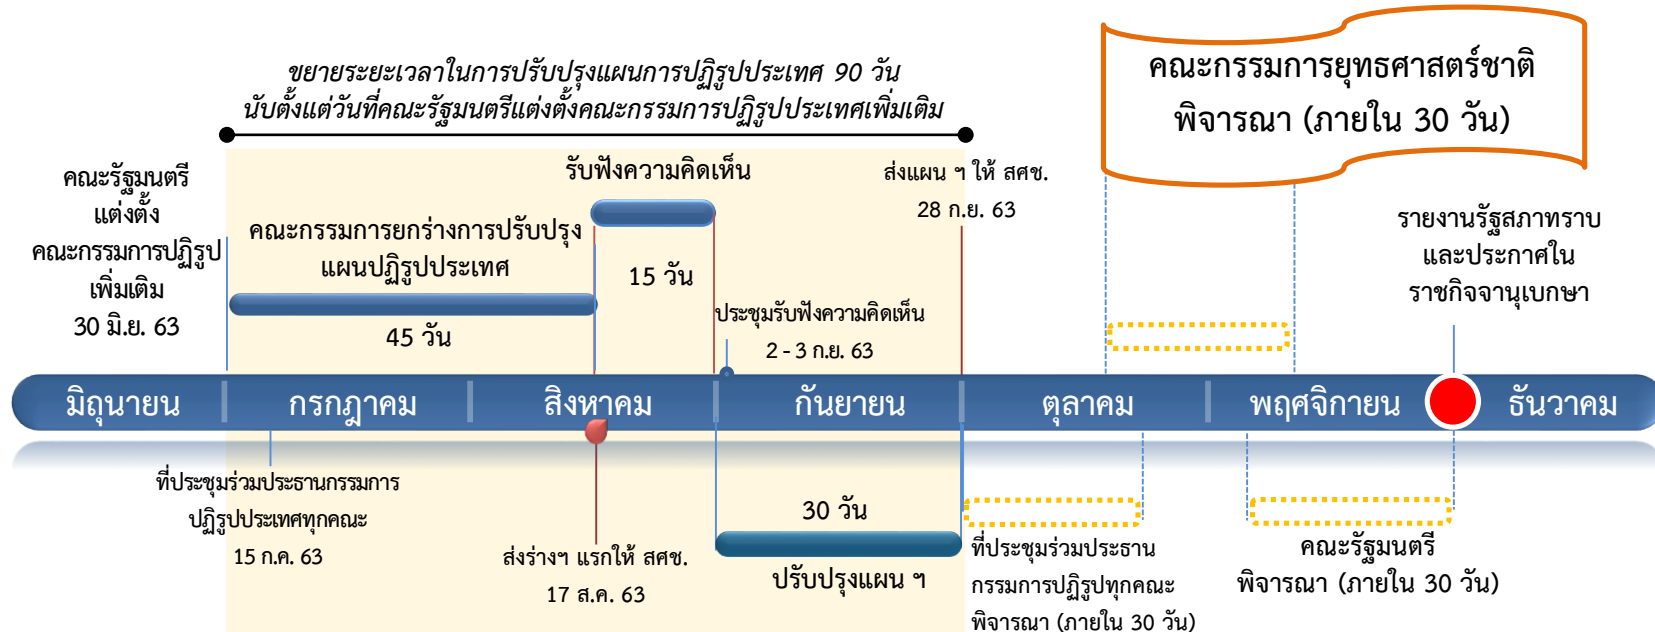 ขยายระยะเวลาในการปรับปรุงแผนการปฏิรูปประเทศ 90 วัน
นับตั้งแต่วันที่คณะรัฐมนตรีแต่งตั้งคณะกรรมการปฏิรูปประเทศเพิ่มเติม
คณะกรรมการยุทธศาสตร์ชาติ
พิจารณา (ภายใน 30 วัน)
คณะรัฐมนตรี
แต่งตั้ง
คณะกรรมการปฏิรูป
เพิ่มเติม
30 มิ.ย. 63
คณะกรรมการยกร่างการปรับปรุง
แผนปฏิรูปประเทศ
45 วัน
รับฟังความคิดเห็น
15 วัน
ประชุมรับฟังความคิดเห็น
2 - 3 ก.ย. 63
ส่งแผน ฯ ให้ สศช.
28 ก.ย. 63
รายงานรัฐสภาทราบ
และประกาศใน
ราชกิจจานุเบกษา
มิถุนายน
กรกฎาคม
สิงหาคม
กันยายน
ตุลาคม
พฤศจิกายน
ธันวาคม
ที่ประชุมร่วมประธานกรรมการ
ปฏิรูปประเทศทุกคณะ
15 ก.ค. 63
ส่งร่างฯ แรกให้ สศช.
17 ส.ค. 63
30 วัน
ปรับปรุงแผน ฯ
ที่ประชุมร่วมประธาน
กรรมการปฏิรูปทุกคณะ
พิจารณา (ภายใน 30 วัน)
คณะรัฐมนตรี
พิจารณา (ภายใน 30 วัน)